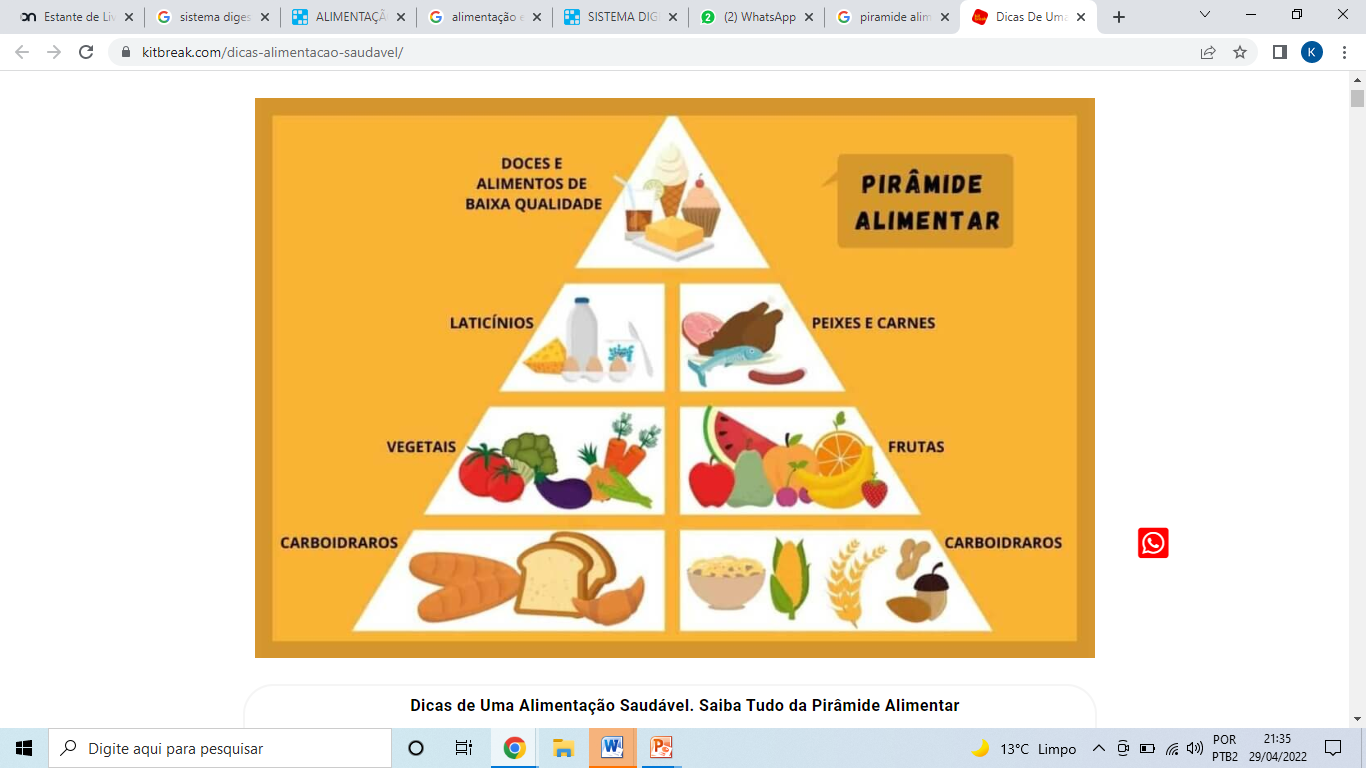 Estante de Liv
sistema diges
ALIMENTAÇÃ
alimentação e
SISTEMA DIGI
2
(2) WhatsApp
piramide alim
Dicas De Uma
kitbreak.com/dicas-alimentacao-saudavel/
K
PIRÂMIDE
ALIMENTAR
DOCES E
ALIMENTOS DE
BAIXA QUALIDADE
LATICÍNIOS
PEIXES E CARNES
VEGETAIS
FRUTAS
CARBOIDRAROS
CARBOIDRAROS
Dicas de Uma Alimentação Saudável. Saiba Tudo da Pirâmide Alimentar
Digite aqui para pesquisar
13°C Limpo
POR
PTB2
21:35
29/04/2022